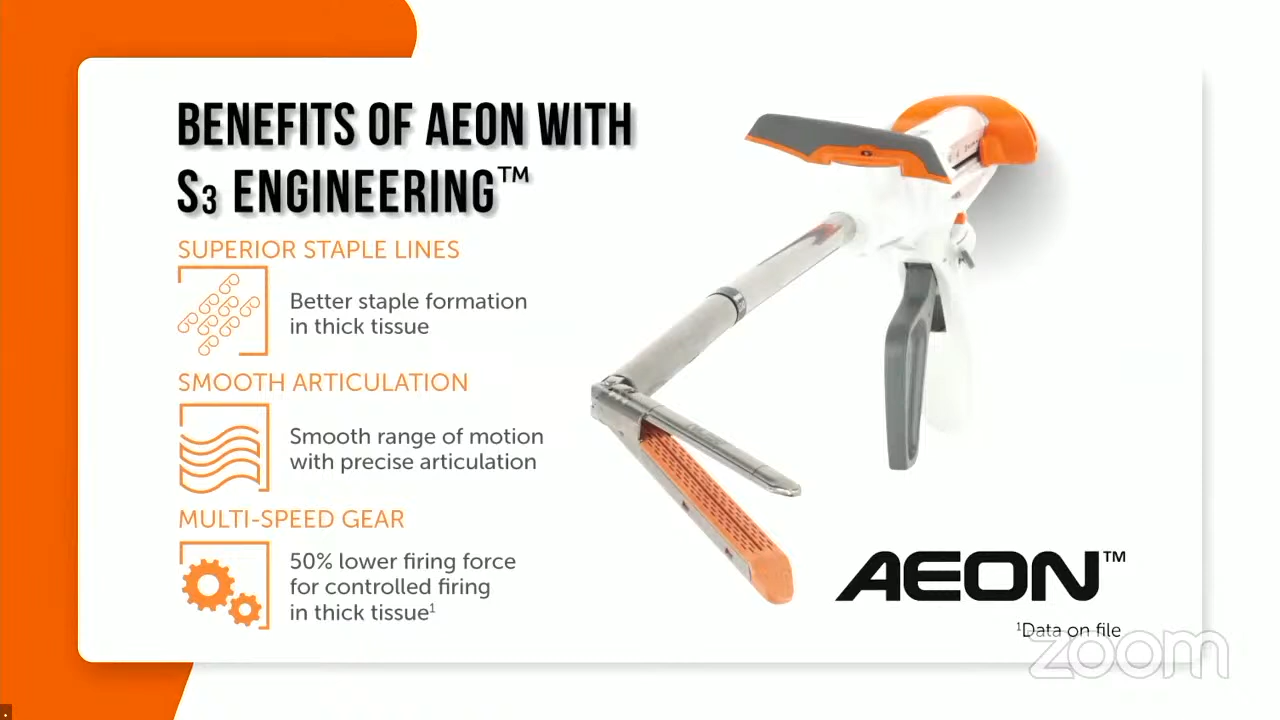 BENEFITS OF AEON WITH
S3 ENGINEERING™
SUPERIOR STAPLE LINES
Better staple formation
in thick tissue
SMOOTH ARTICULATION
Smooth range of motion
with precise articulation
MULTI-SPEED GEAR
50% lower firing force
for controlled firing
in thick tissue¹
AEON™
¹Data on file
zoom